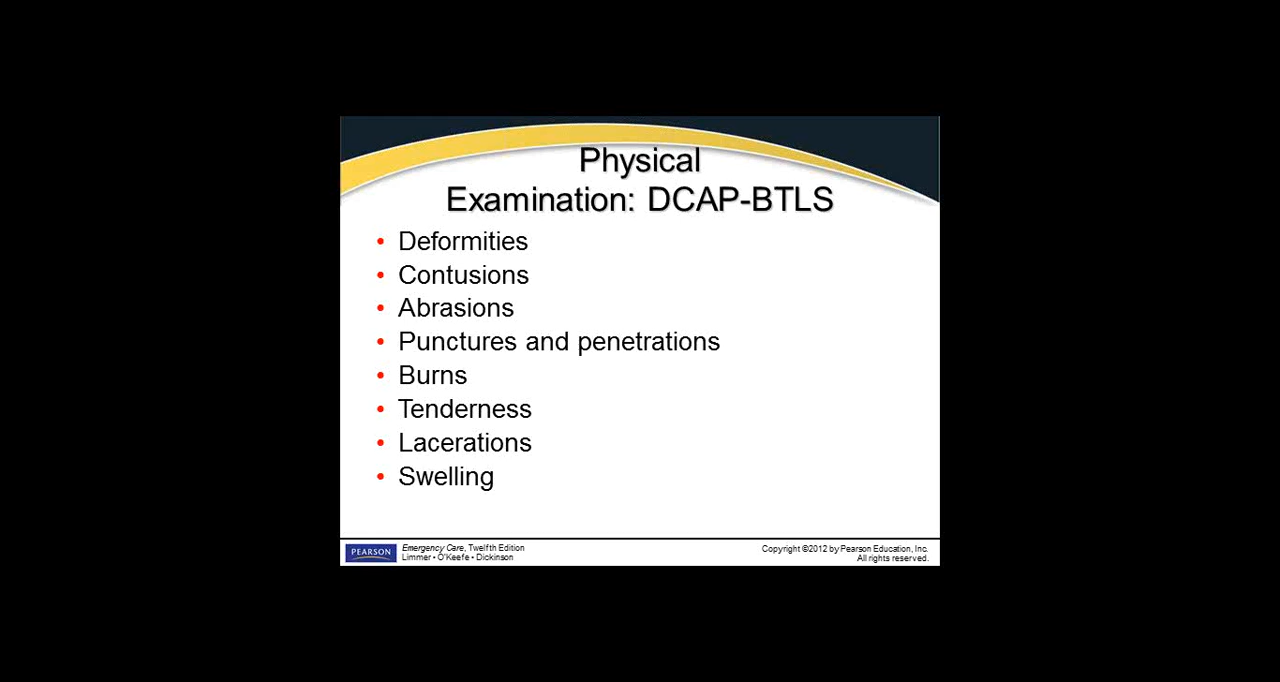 Physical
Examination: DCAP-BTLS
• Deformities
• Contusions
• Abrasions
• Punctures and penetrations
• Burns
• Tenderness
• Lacerations
• Swelling
PEARSON
Emergency Care, Twelfth Edition
Limmer • O'Keefe • Dickinson
Copyright ©2012 by Pearson Education, Inc.
All rights reserved.